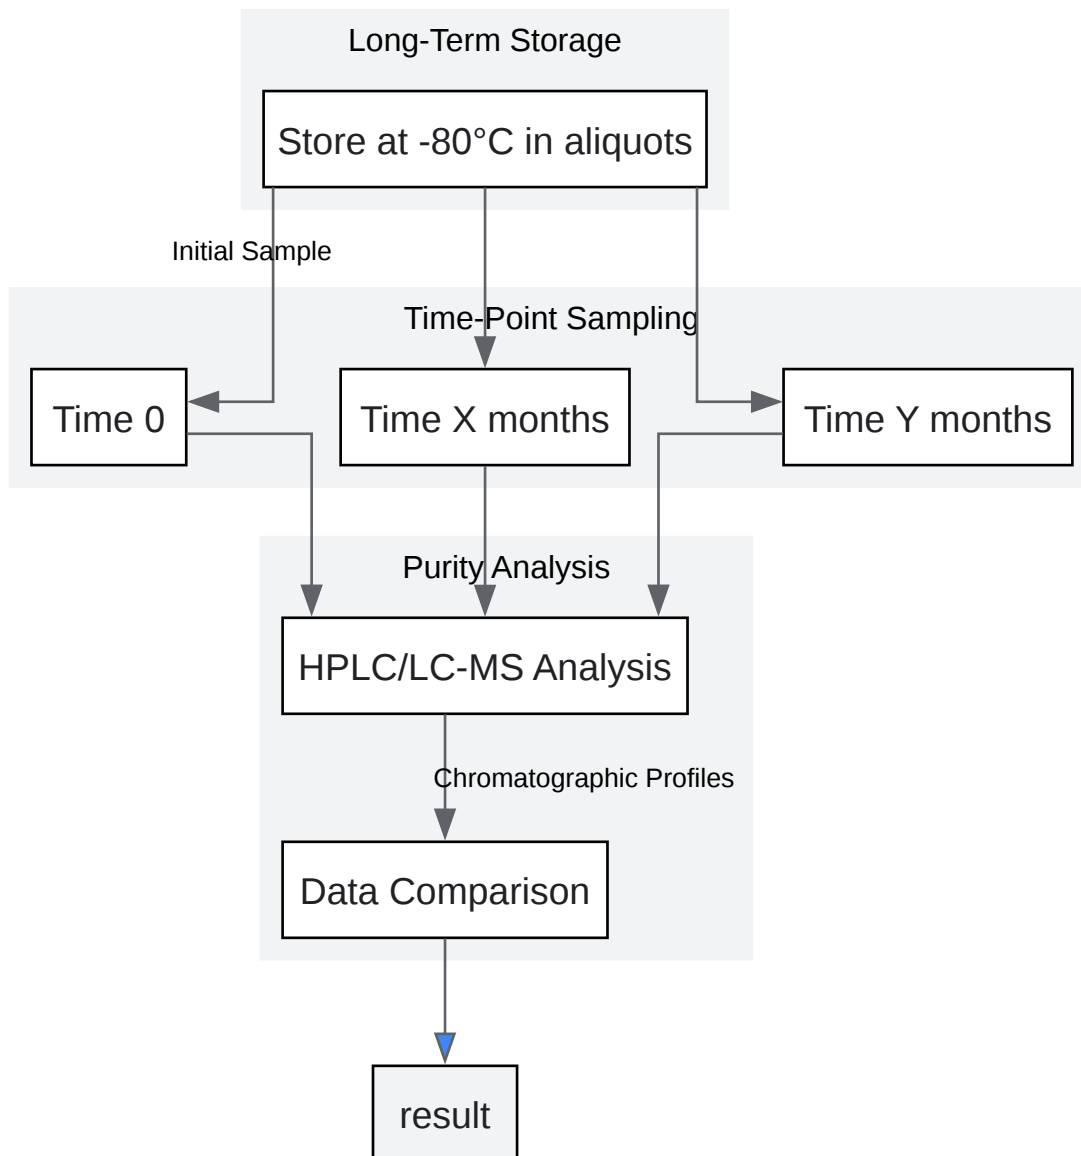 Long-Term Storage
Store at -80°C in aliquots
Initial Sample
Time-Point Sampling
Time 0
Time X months
Time Y months
Purity Analysis
HPLC/LC-MS Analysis
Chromatographic Profiles
Data Comparison
result